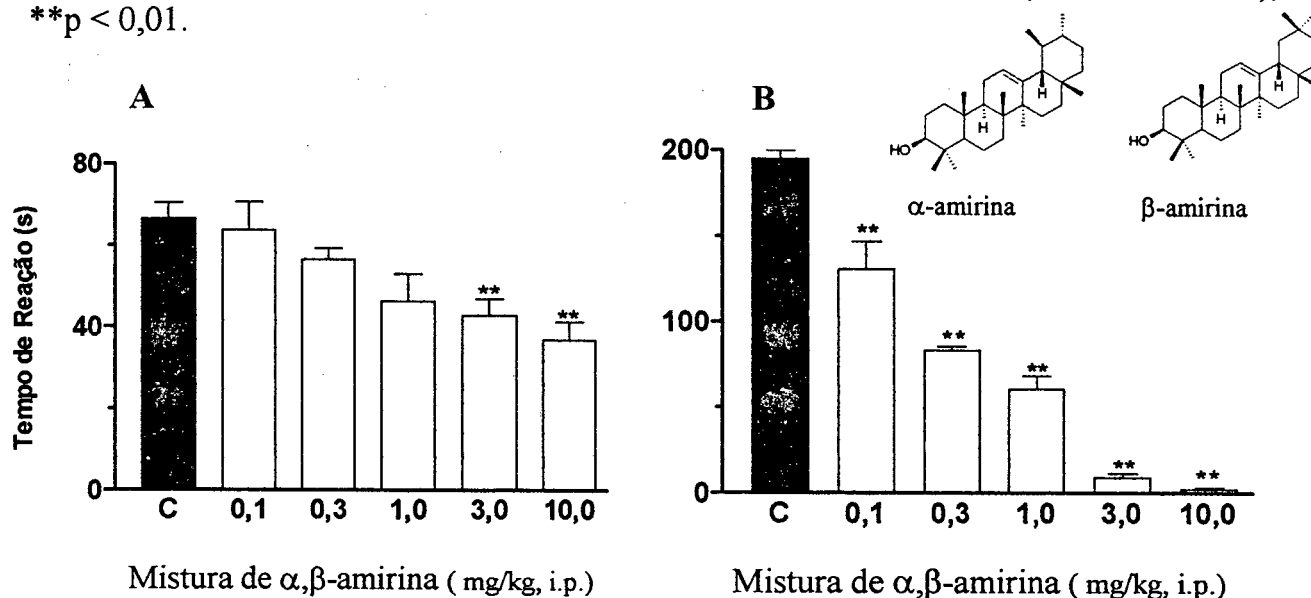 **p < 0,01.
A
80
40
0
Tempo de Reação (s)
** **
C 0,1 0,3 1,0 3,0 10,0
Mistura de α,β-amirina ( mg/kg, i.p.)
B
200
100
0
** ** ** ** **
C 0,1 0,3 1,0 3,0 10,0
Mistura de α,β-amirina ( mg/kg, i.p.)
HO H H
α-amirina
HO H H
β-amirina